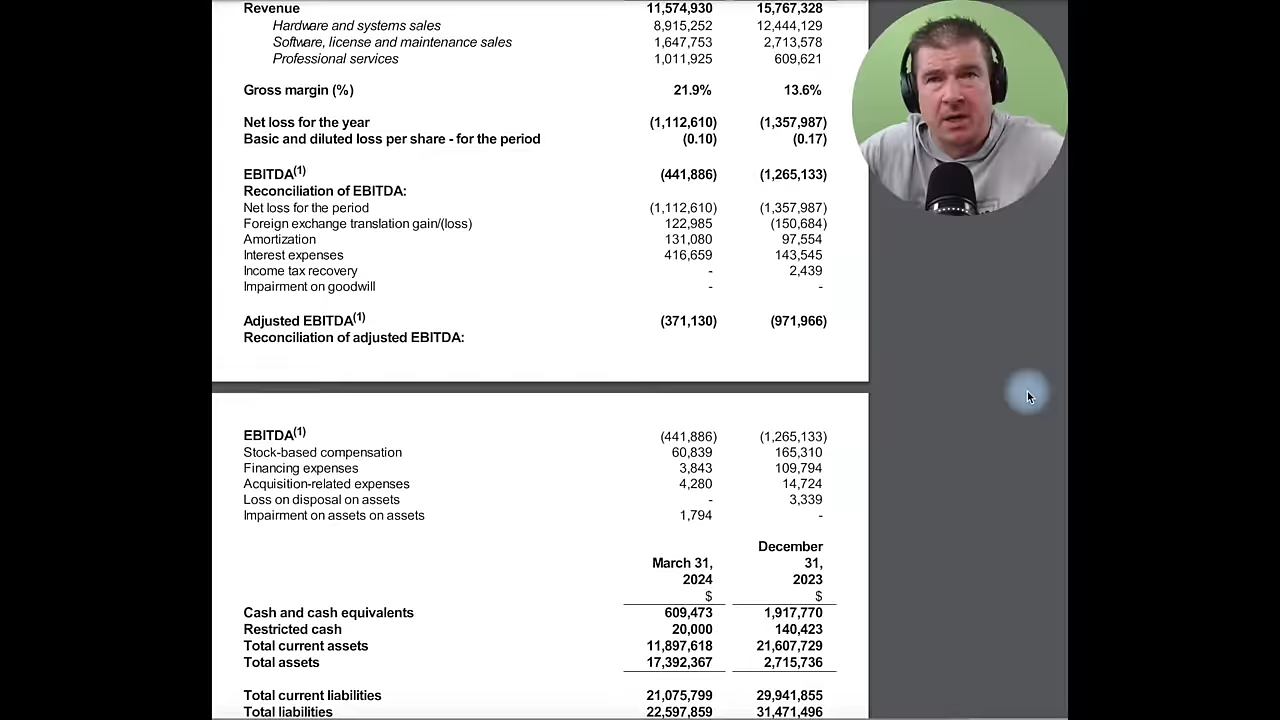 Revenue 11,574,930 15,767,328
Hardware and systems sales 8,915,252 12,444,129
Software, license and maintenance sales 1,647,753 2,713,578
Professional services 1,011,925 609,621
Gross margin (%) 21.9% 13.6%
Net loss for the year (1,112,610) (1,357,987)
Basic and diluted loss per share - for the period (0.10) (0.17)
EBITDA(1) (441,886) (1,265,133)
Reconciliation of EBITDA:
Net loss for the period (1,112,610) (1,357,987)
Foreign exchange translation gain/(loss) 122,985 (150,684)
Amortization 131,080 97,554
Interest expenses 416,659 143,545
Income tax recovery - 2,439
Impairment on goodwill - -
Adjusted EBITDA(1) (371,130) (971,966)
Reconciliation of adjusted EBITDA:
EBITDA(1) (441,886) (1,265,133)
Stock-based compensation 60,839 165,310
Financing expenses 3,843 109,794
Acquisition-related expenses 4,280 14,724
Loss on disposal on assets - 3,339
Impairment on assets on assets 1,794 -
December
March 31, 31,
2024 2023
$ $
Cash and cash equivalents 609,473 1,917,770
Restricted cash 20,000 140,423
Total current assets 11,897,618 21,607,729
Total assets 17,392,367 2,715,736
Total current liabilities 21,075,799 29,941,855
Total liabilities 22,597,859 31,471,496